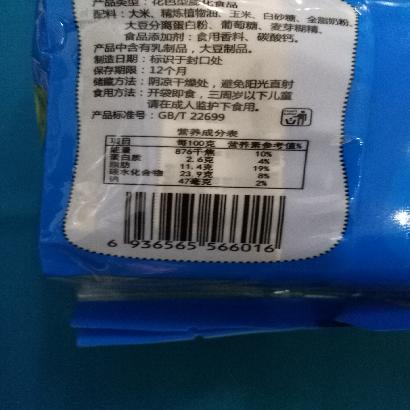 产品类型：花色型膨化食品
配料：大米、精炼植物油、玉米、白砂糖、全脂奶粉、
大豆分离蛋白粉、葡萄糖、麦芽糊精、
食品添加剂：食用香料、碳酸钙。
产品中含有乳制品，大豆制品。
制造日期：标识于封口处
保存期限：12个月
储藏方法：阴凉干燥处，避免阳光直射
食用方法：开袋即食，三周岁以下儿童
请在成人监护下食用。
产品标准号：GB/T 22699
营养成分表
项目 每100克 营养素参考值%
能量 876千焦 10%
蛋白质 2.6克 4%
脂肪 11.4克 19%
碳水化合物 23.9克 8%
钠 47毫克 2%
6 936565 566016